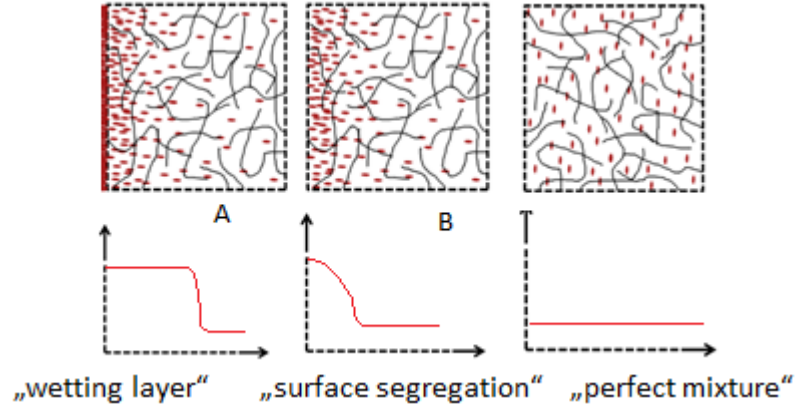 A
B
„wetting layer“ „surface segregation“ „perfect mixture“